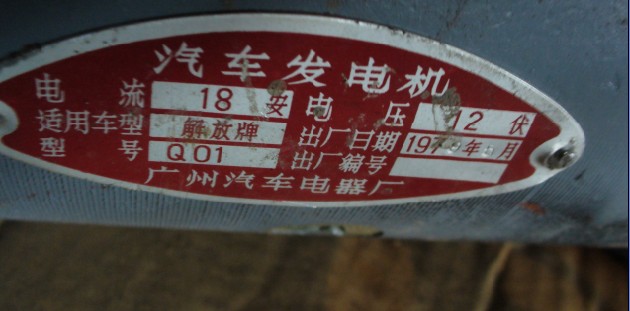 汽车发电机
电 流 18 安 电 压 12 伏
适用车型 解放牌 出厂日期 19 年 月
型 号 Q01 出厂编号
广州汽车电器厂